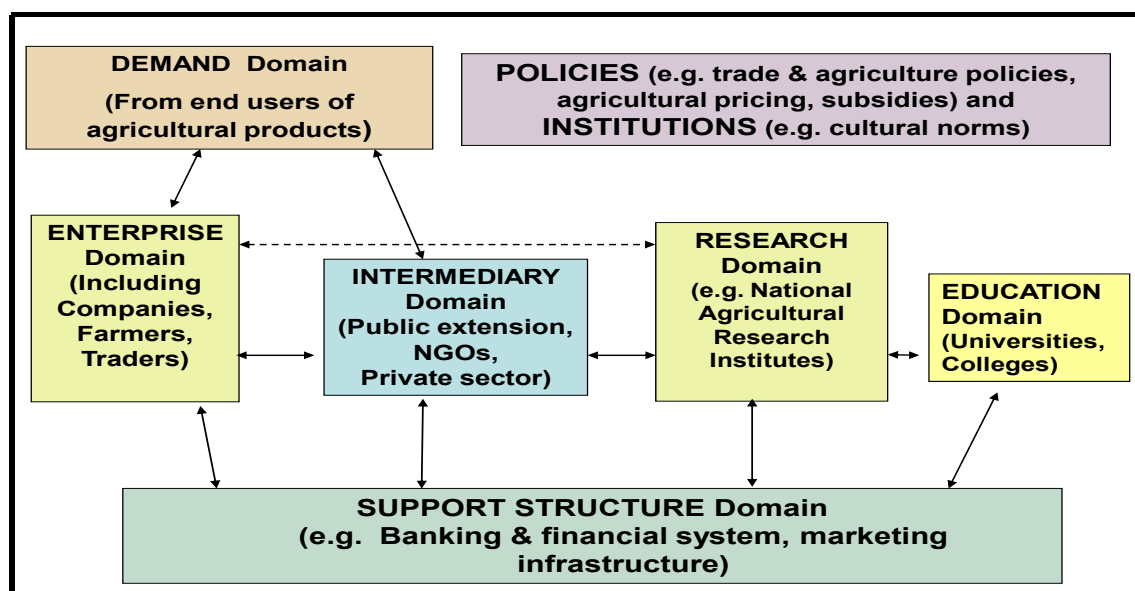 DEMAND Domain
(From end users of
agricultural products)
POLICIES (e.g. trade & agriculture policies,
agricultural pricing, subsidies) and
INSTITUTIONS (e.g. cultural norms)
ENTERPRISE
Domain
(Including
Companies,
Farmers,
Traders)
INTERMEDIARY
Domain
(Public extension,
NGOs,
Private sector)
RESEARCH
Domain
(e.g. National
Agricultural
Research
Institutes)
EDUCATION
Domain
(Universities,
Colleges)
SUPPORT STRUCTURE Domain
(e.g. Banking & financial system, marketing
infrastructure)